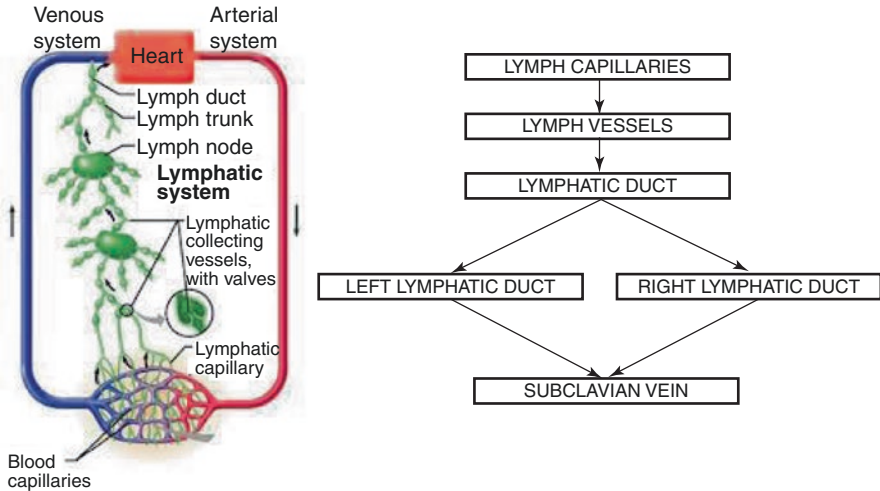 Venous
system
Arterial
system
Heart
Lymph duct
Lymph trunk
Lymph node
Lymphatic
system
Lymphatic
collecting
vessels,
with valves
Lymphatic
capillary
Blood
capillaries
LYMPH CAPILLARIES
LYMPH VESSELS
LYMPHATIC DUCT
LEFT LYMPHATIC DUCT
RIGHT LYMPHATIC DUCT
SUBCLAVIAN VEIN